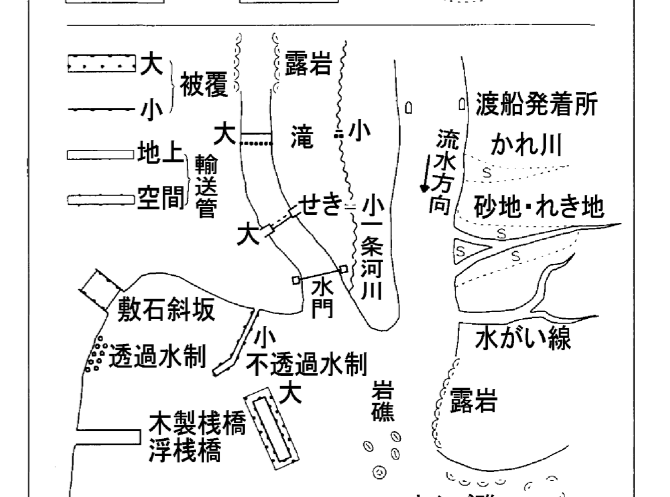 大
被覆
小
地上
輸送管
空間
露岩
大
滝
小
せき
小
大
一条河川
水門
流水方向
渡船発着所
かれ川
S
砂地・れき地
S
S
水がい線
敷石斜坂
透過水制
小
不透過水制
大
木製桟橋
浮桟橋
岩礁
露岩